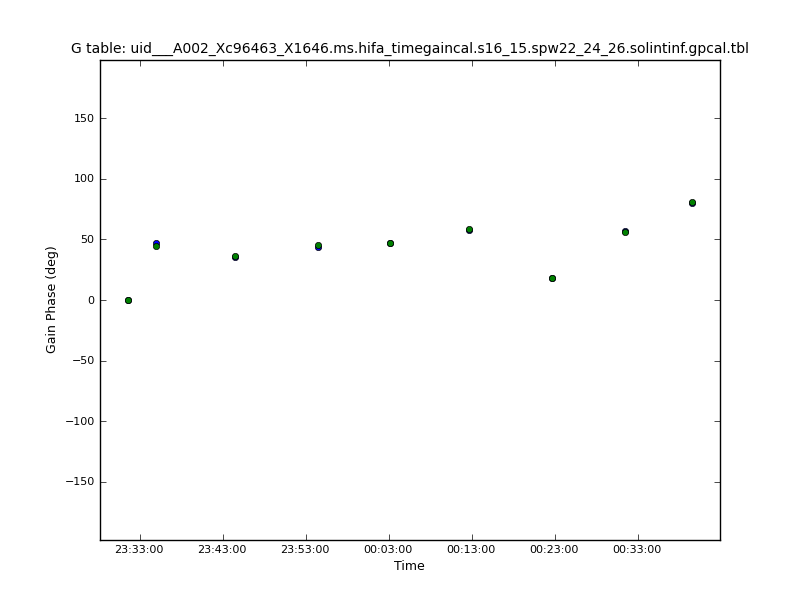 G table: uid___A002_Xc96463_X1646.ms.hifa_timegaincal.s16_15.spw22_24_26.solintinf.gpcal.tbl
150
100
50
0
−50
−100
−150
Gain Phase (deg)
23:33:00 23:43:00 23:53:00 00:03:00 00:13:00 00:23:00 00:33:00
Time